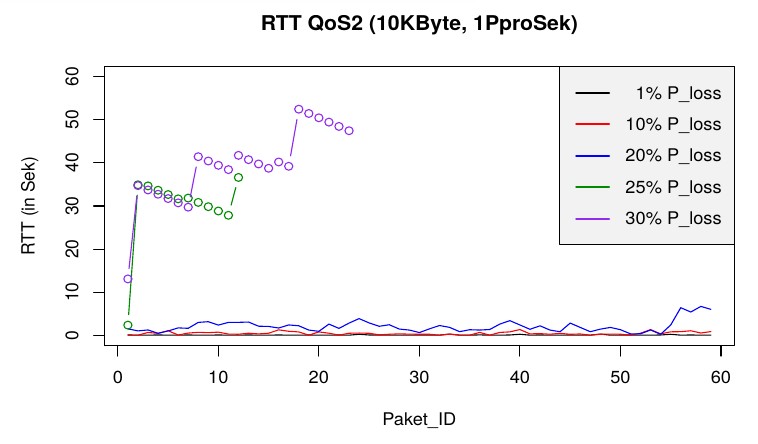 RTT QoS2 (10KByte, 1PproSek)
RTT (in Sek)
60
50
40
30
20
10
0
1% P_loss
10% P_loss
20% P_loss
25% P_loss
30% P_loss
0 10 20 30 40 50 60
Paket_ID